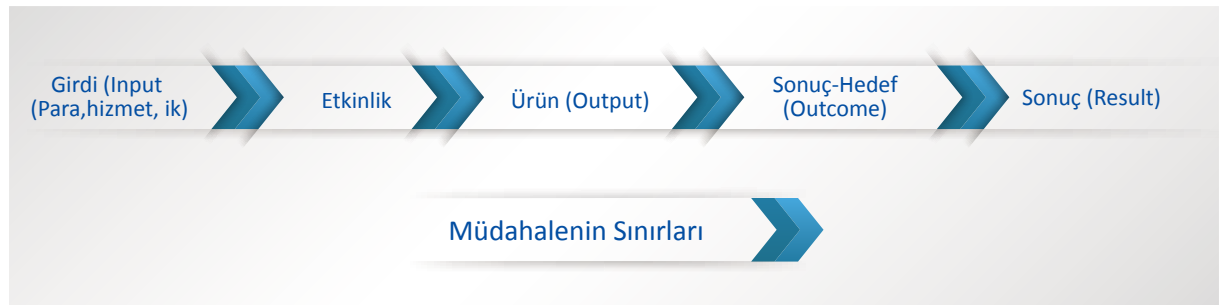 Girdi (Input
(Para,hizmet, ik)
Etkinlik
Ürün (Output)
Sonuç-Hedef
(Outcome)
Sonuç (Result)
Müdahalenin Sınırları